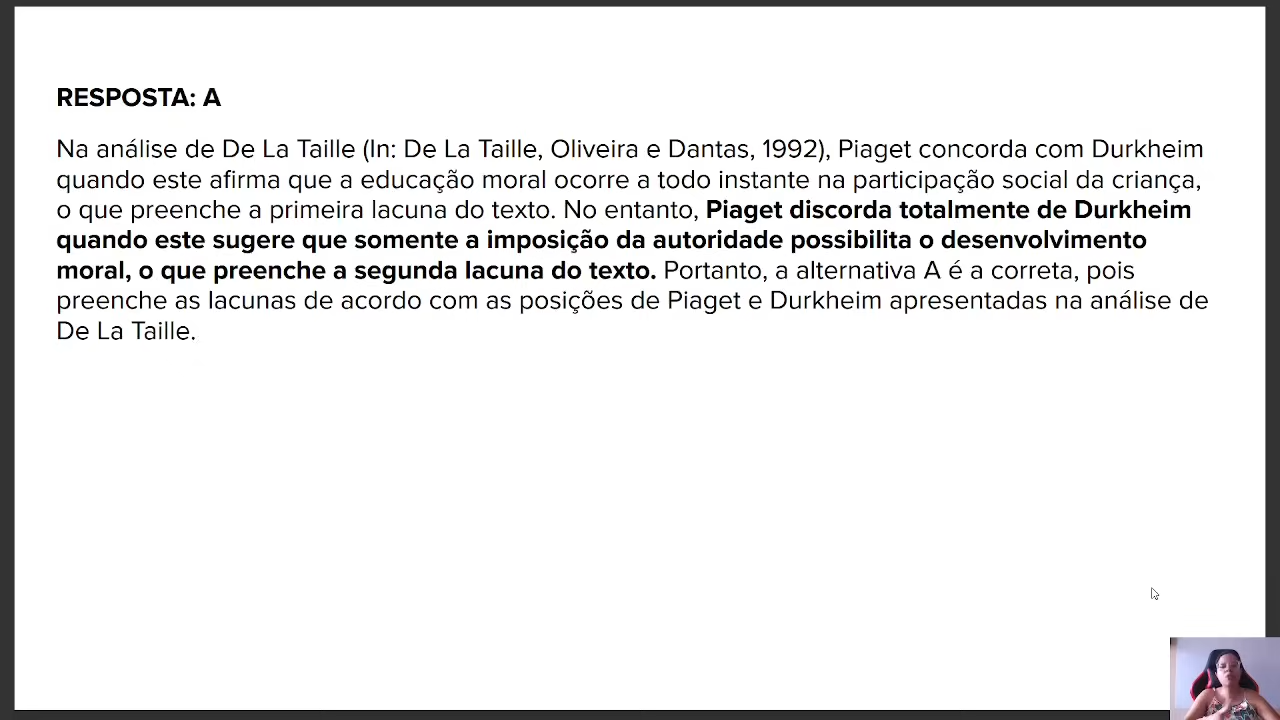 RESPOSTA: A
Na análise de De La Taille (In: De La Taille, Oliveira e Dantas, 1992), Piaget concorda com Durkheim
quando este afirma que a educação moral ocorre a todo instante na participação social da criança,
o que preenche a primeira lacuna do texto. No entanto, Piaget discorda totalmente de Durkheim
quando este sugere que somente a imposição da autoridade possibilita o desenvolvimento
moral, o que preenche a segunda lacuna do texto. Portanto, a alternativa A é a correta, pois
preenche as lacunas de acordo com as posições de Piaget e Durkheim apresentadas na análise de
De La Taille.